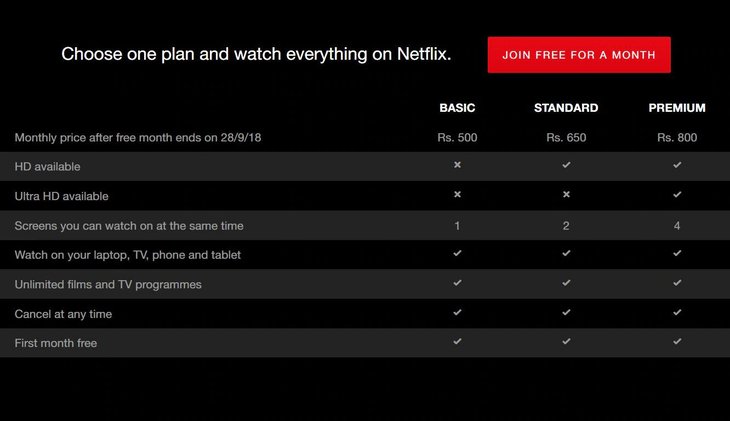 Choose one plan and watch everything on Netflix.
JOIN FREE FOR A MONTH
BASIC STANDARD PREMIUM
Monthly price after free month ends on 28/9/18 Rs. 500 Rs. 650 Rs. 800
HD available ✕ ✓ ✓
Ultra HD available ✕ ✕ ✓
Screens you can watch on at the same time 1 2 4
Watch on your laptop, TV, phone and tablet ✓ ✓ ✓
Unlimited films and TV programmes ✓ ✓ ✓
Cancel at any time ✓ ✓ ✓
First month free ✓ ✓ ✓